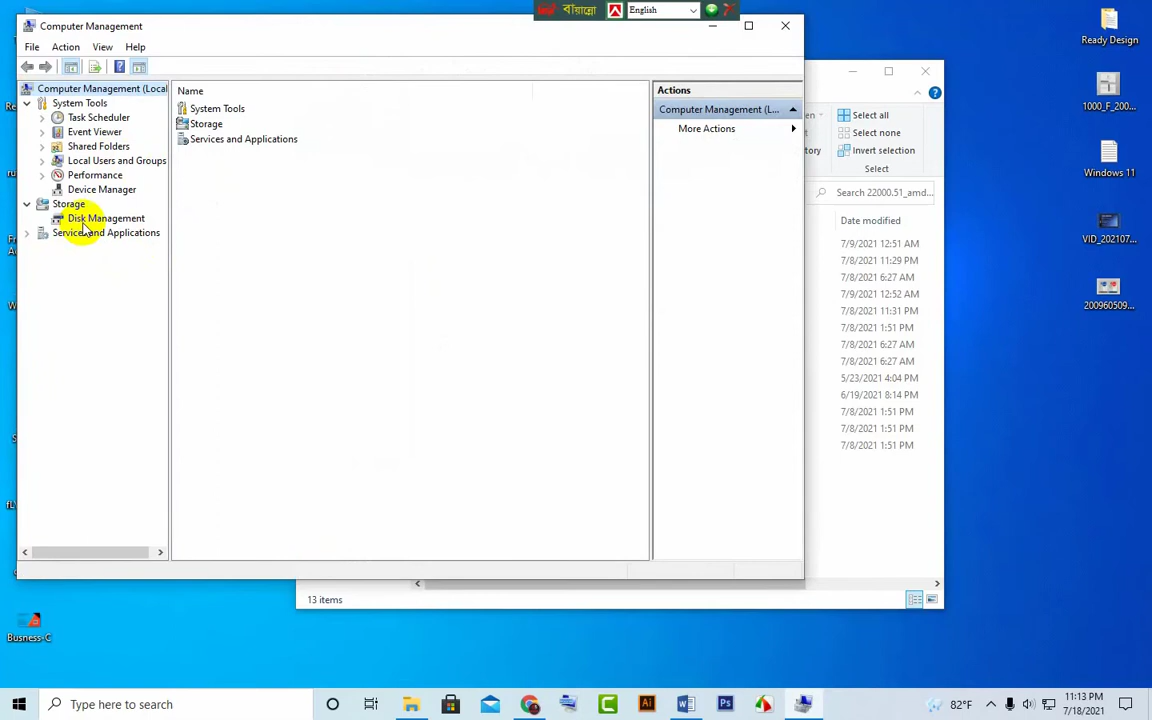 Computer Management
বায়ান্নো
English
File Action View Help
Computer Management (Local
System Tools
Task Scheduler
Event Viewer
Shared Folders
Local Users and Groups
Performance
Device Manager
Storage
Disk Management
Services and Applications
Name
System Tools
Storage
Services and Applications
Actions
Computer Management (L...
More Actions
Select all
Select none
Invert selection
Select
Search 22000.51_amd...
Date modified
7/9/2021 12:51 AM
7/8/2021 11:29 PM
7/8/2021 6:27 AM
7/9/2021 12:52 AM
7/8/2021 11:31 PM
7/8/2021 1:51 PM
7/8/2021 6:27 AM
7/8/2021 6:27 AM
5/23/2021 4:04 PM
6/19/2021 8:14 PM
7/8/2021 1:51 PM
7/8/2021 1:51 PM
7/8/2021 1:51 PM
13 items
Ready Design
1000_F_200...
Windows 11
VID_202107...
200960509...
Busness-C
Type here to search
82°F
11:13 PM
7/18/2021